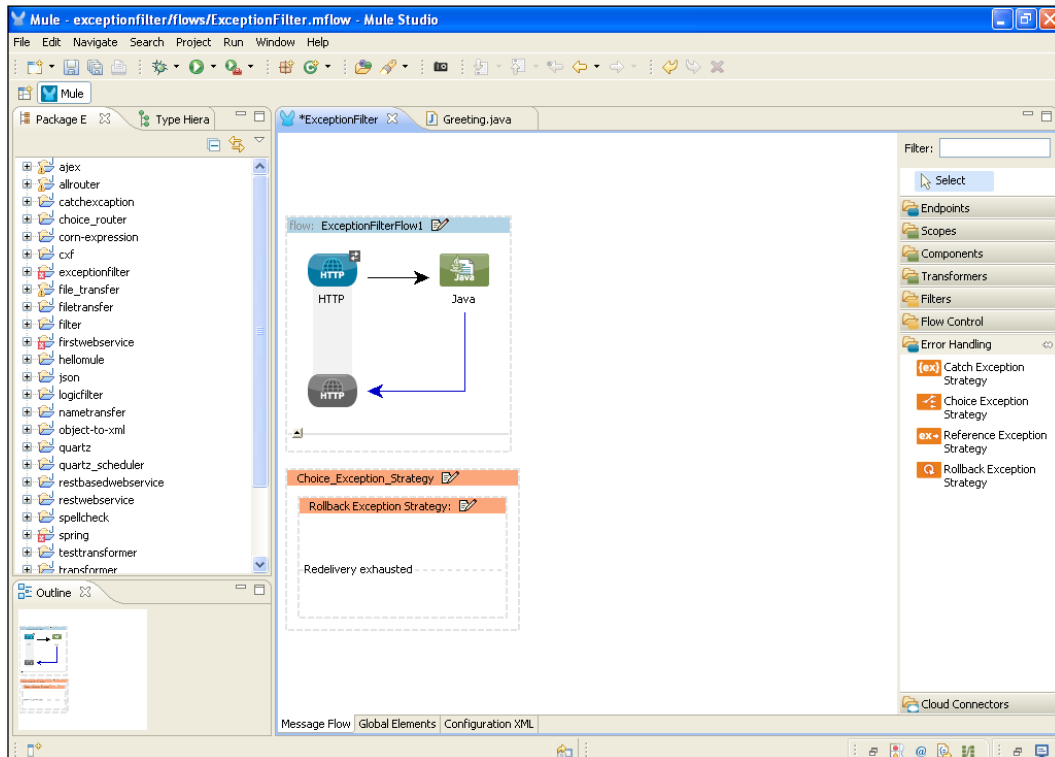 Mule - exceptionfilter/flows/ExceptionFilter.mflow - Mule Studio
File Edit Navigate Search Project Run Window Help
Mule
Package E
Type Hiera
ajex
allrouter
catchexcaption
choice_router
corn-expression
cxf
exceptionfilter
file_transfer
filetransfer
filter
firstwebservice
hellomule
json
logicfilter
nametransfer
object-to-xml
quartz
quartz_scheduler
restbasedwebservice
restwebservice
spellcheck
spring
testtransformer
transformer
Outline
*ExceptionFilter
Greeting.java
flow: ExceptionFilterFlow1
HTTP
Java
HTTP
Java
HTTP
Choice_Exception_Strategy
Rollback Exception Strategy:
Redelivery exhausted
Message Flow Global Elements Configuration XML
Filter:
Select
Endpoints
Scopes
Components
Transformers
Filters
Flow Control
Error Handling
{ex} Catch Exception
Strategy
Choice Exception
Strategy
ex Reference Exception
Strategy
Rollback Exception
Strategy
Cloud Connectors